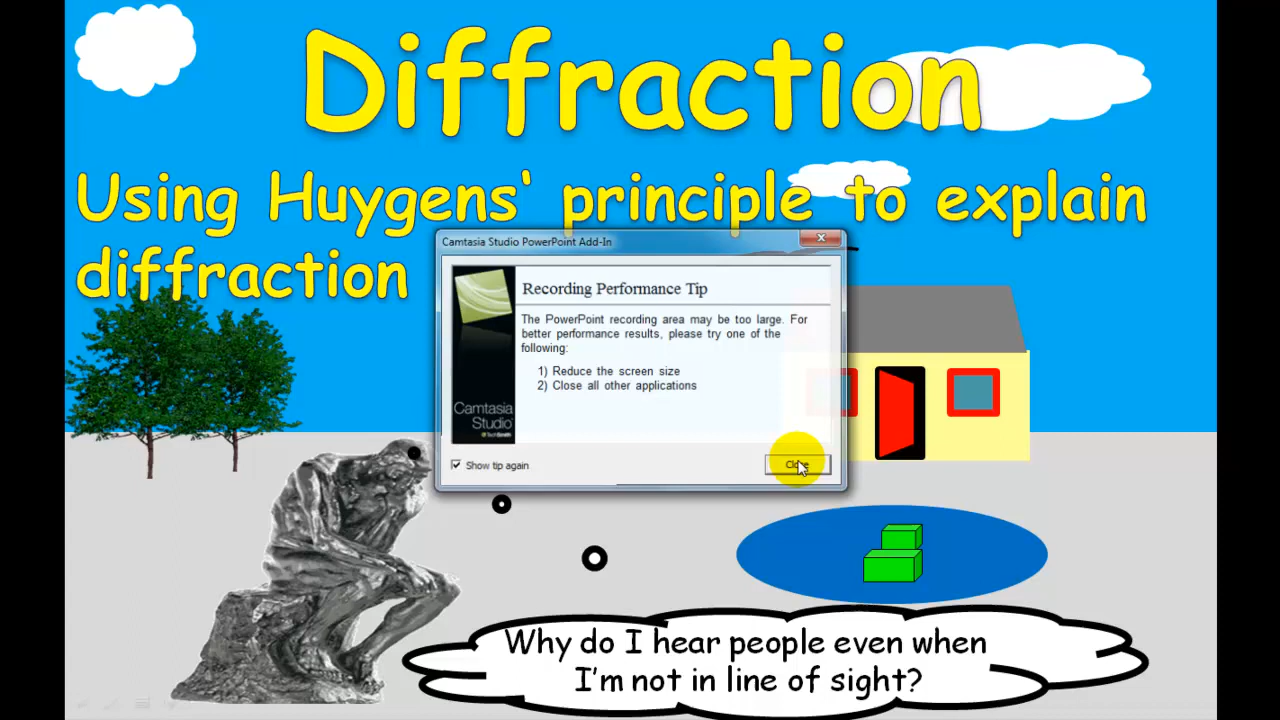 Diffraction
Using Huygens‘ principle to explain
diffraction
Camtasia Studio PowerPoint Add-In
Recording Performance Tip
The PowerPoint recording area may be too large. For
better performance results, please try one of the
following:
1) Reduce the screen size
2) Close all other applications
Camtasia
Studio
TechSmith
Show tip again
Close
Why do I hear people even when
I’m not in line of sight?